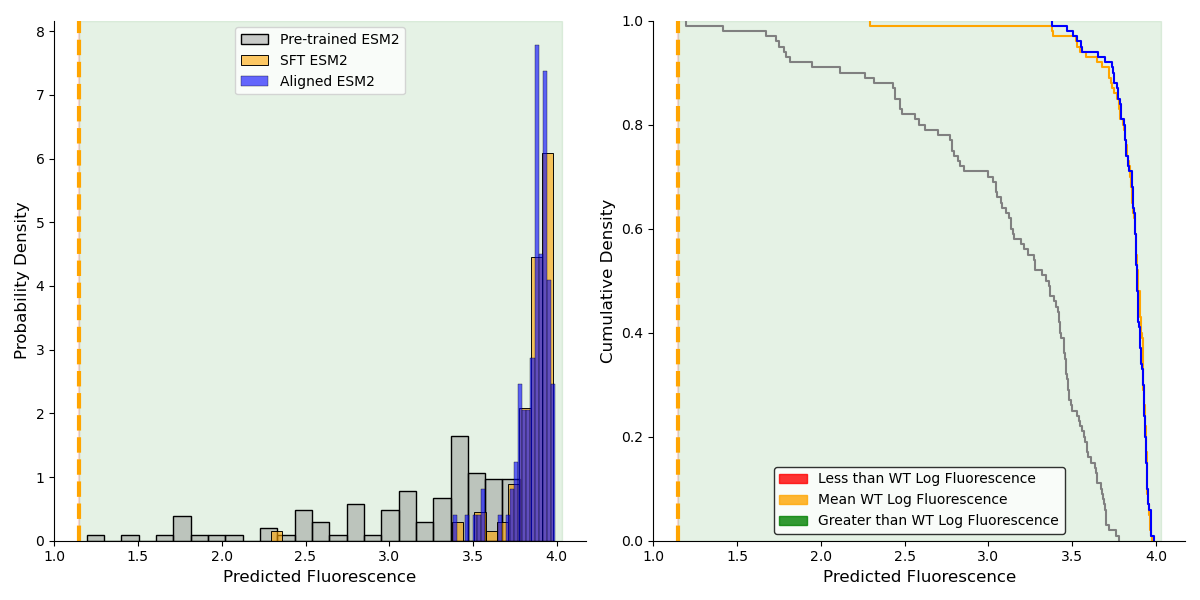 Pre-trained ESM2
SFT ESM2
Aligned ESM2
8
7
6
5
4
3
2
1
0
Probability Density
1.0
1.5
2.0
2.5
3.0
3.5
4.0
Predicted Fluorescence
1.0
0.8
0.6
0.4
0.2
0.0
Cumulative Density
Less than WT Log Fluorescence
Mean WT Log Fluorescence
Greater than WT Log Fluorescence
1.0
1.5
2.0
2.5
3.0
3.5
4.0
Predicted Fluorescence